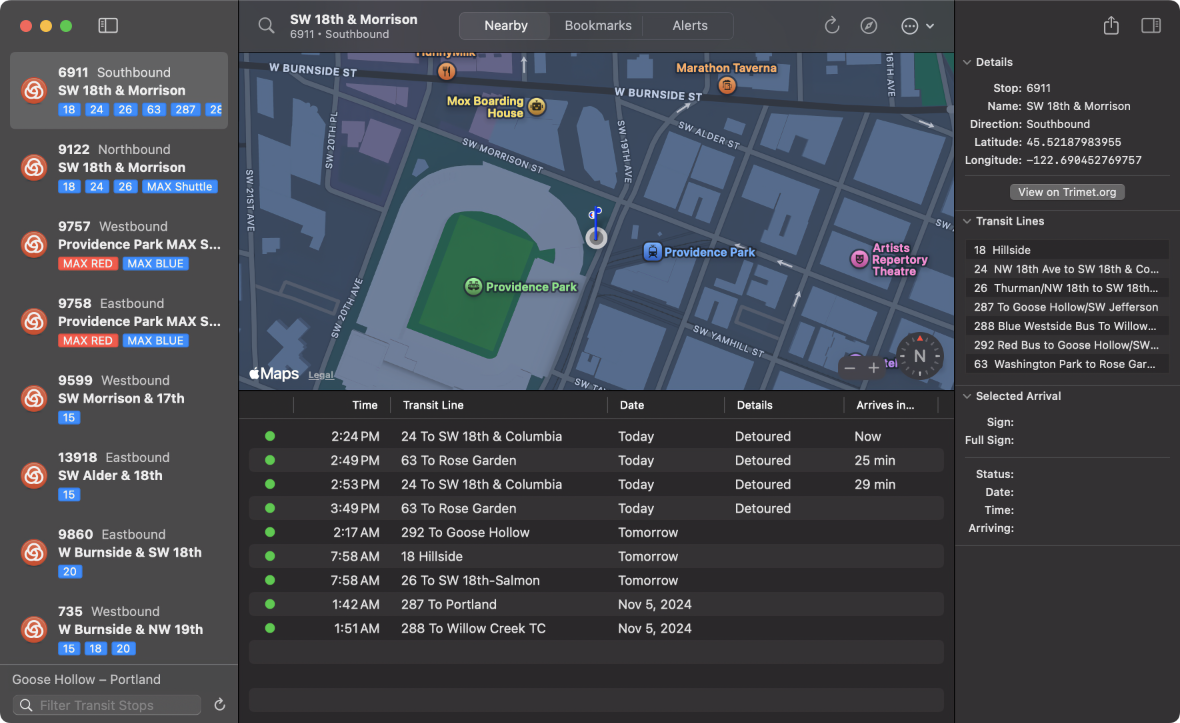 SW 18th & Morrison
6911 • Southbound
Nearby
Bookmarks
Alerts
6911 Southbound
SW 18th & Morrison
18 24 26 63 287
9122 Northbound
SW 18th & Morrison
18 24 26 MAX Shuttle
9757 Westbound
Providence Park MAX S...
MAX RED MAX BLUE
9758 Eastbound
Providence Park MAX S...
MAX RED MAX BLUE
9599 Westbound
SW Morrison & 17th
15
13918 Eastbound
SW Alder & 18th
15
9860 Eastbound
W Burnside & SW 18th
20
735 Westbound
W Burnside & NW 19th
15 18 20
Goose Hollow – Portland
Filter Transit Stops
HunnyMilk
W BURNSIDE ST
Marathon Taverna
W BURNSIDE ST
Mox Boarding
House
SW 20TH PL
SW MORRISON ST
SW 19TH AVE
SW ALDER ST
16TH AVE
SW 21ST AVE
SW
Providence Park
Artists
Repertory
Theatre
Providence Park
SW 20TH AVE
SW YAMHILL ST
N
− +
Maps
Legal
Time Transit Line Date Details Arrives in...
2:24 PM 24 To SW 18th & Columbia Today Detoured Now
2:49 PM 63 To Rose Garden Today Detoured 25 min
2:53 PM 24 To SW 18th & Columbia Today Detoured 29 min
3:49 PM 63 To Rose Garden Today Detoured
2:17 AM 292 To Goose Hollow Tomorrow
7:58 AM 18 Hillside Tomorrow
7:58 AM 26 To SW 18th-Salmon Tomorrow
1:42 AM 287 To Portland Nov 5, 2024
1:51 AM 288 To Willow Creek TC Nov 5, 2024
Details
Stop: 6911
Name: SW 18th & Morrison
Direction: Southbound
Latitude: 45.52187983955
Longitude: −122.690452769757
View on Trimet.org
Transit Lines
18 Hillside
24 NW 18th Ave to SW 18th & Co...
26 Thurman/NW 18th to SW 18th...
287 To Goose Hollow/SW Jefferson
288 Blue Westside Bus To Willow...
292 Red Bus to Goose Hollow/SW...
63 Washington Park to Rose Gar...
Selected Arrival
Sign:
Full Sign:
Status:
Date:
Time:
Arriving: